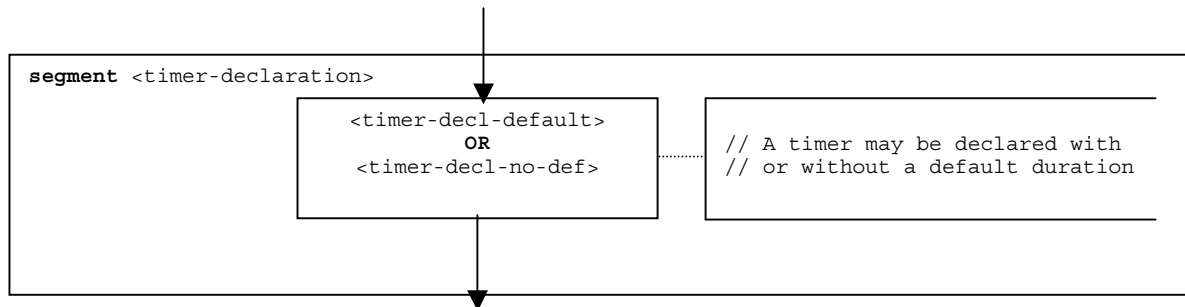 segment <timer-declaration>
<timer-decl-default>
OR
<timer-decl-no-def>
// A timer may be declared with
// or without a default duration